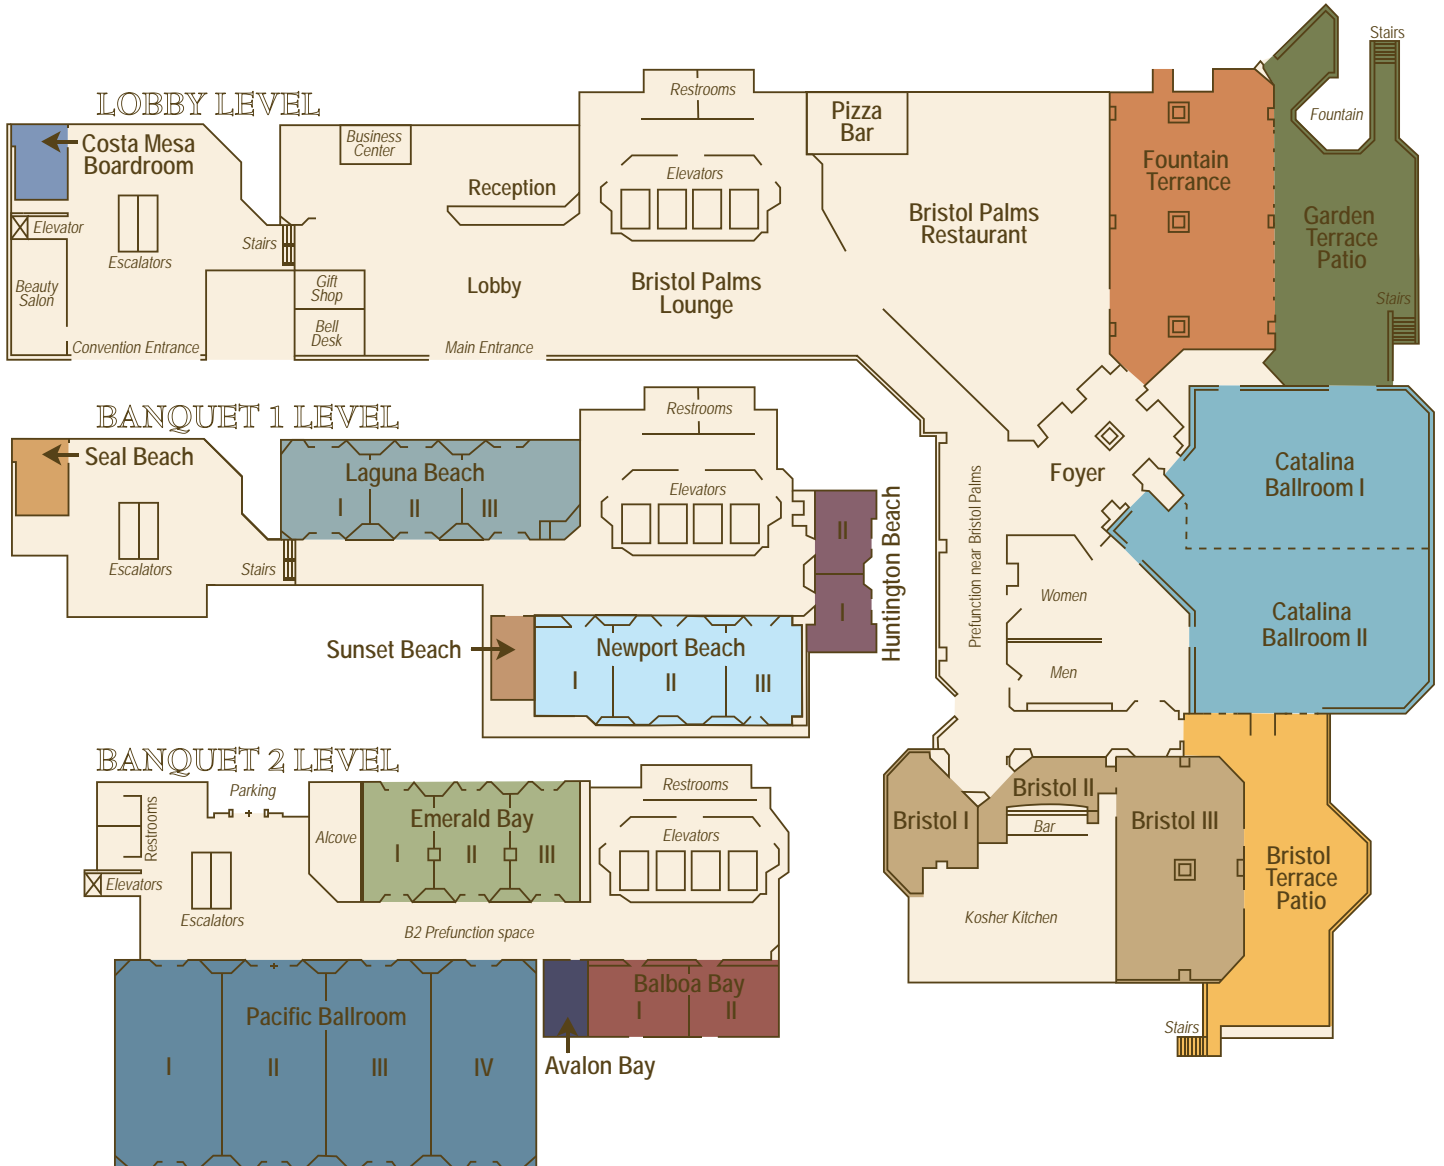 LOBBY LEVEL
Costa Mesa
Boardroom
Elevator
Escalators
Beauty
Salon
Convention Entrance
Stairs
Business
Center
Reception
Gift
Shop
Bell
Desk
Lobby
Main Entrance
Restrooms
Elevators
Bristol Palms
Lounge
Pizza
Bar
Bristol Palms
Restaurant
Fountain
Terrance
Stairs
Fountain
Garden
Terrace
Patio
Stairs
Foyer
Prefunction near Bristol Palms
Women
Men
Catalina
Ballroom I
Catalina
Ballroom II
Bristol I
Bristol II
Bar
Bristol III
Kosher Kitchen
Bristol
Terrace
Patio
Stairs
BANQUET 1 LEVEL
Seal Beach
Escalators
Stairs
Laguna Beach
I
II
III
Restrooms
Elevators
Huntington Beach
II
I
Sunset Beach
Newport Beach
I
II
III
BANQUET 2 LEVEL
Parking
Restrooms
Elevators
Escalators
Alcove
Emerald Bay
I
II
III
Restrooms
Elevators
B2 Prefunction space
Pacific Ballroom
I
II
III
IV
Balboa Bay
I
II
Avalon Bay